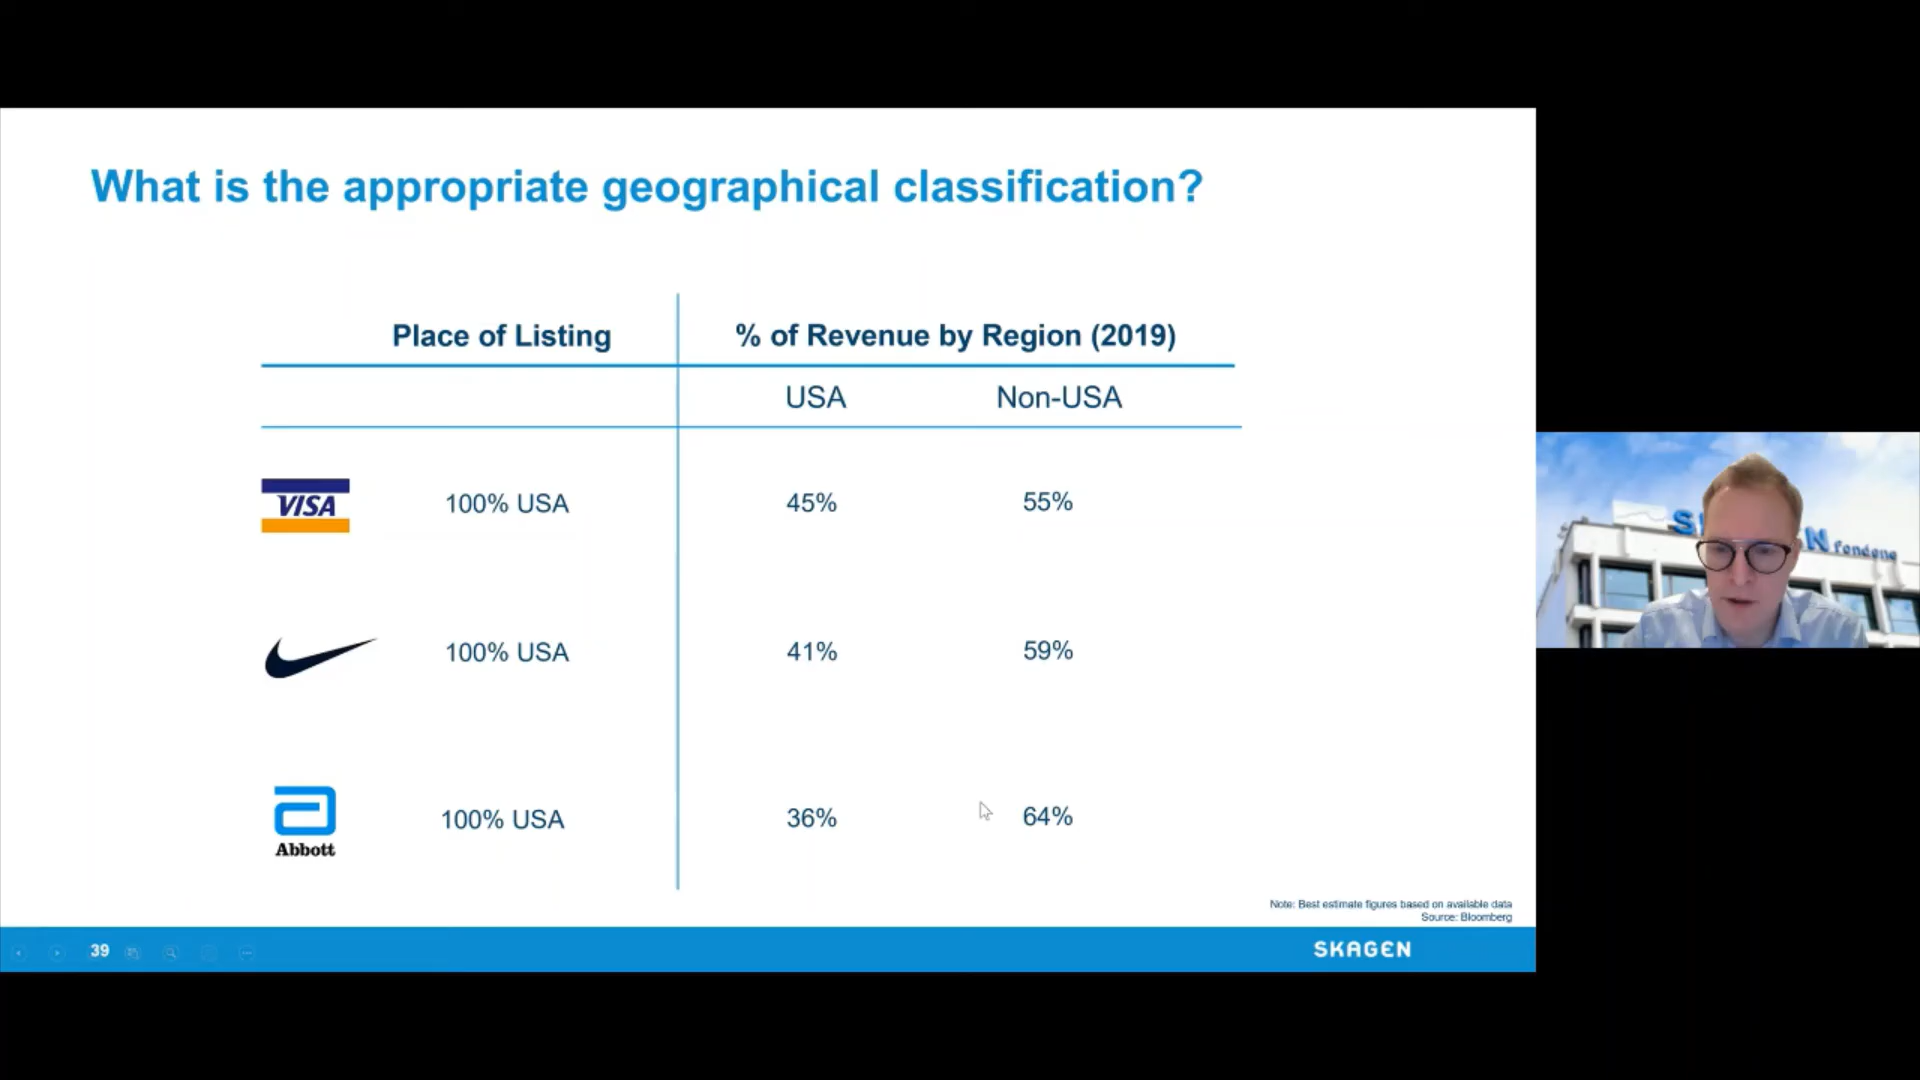 What is the appropriate geographical classification?
Place of Listing
% of Revenue by Region (2019)
USA
Non-USA
VISA
100% USA
45%
55%
100% USA
41%
59%
Abbott
100% USA
36%
64%
Note: Best estimate figures based on available data
Source: Bloomberg
39
SKAGEN
fondene